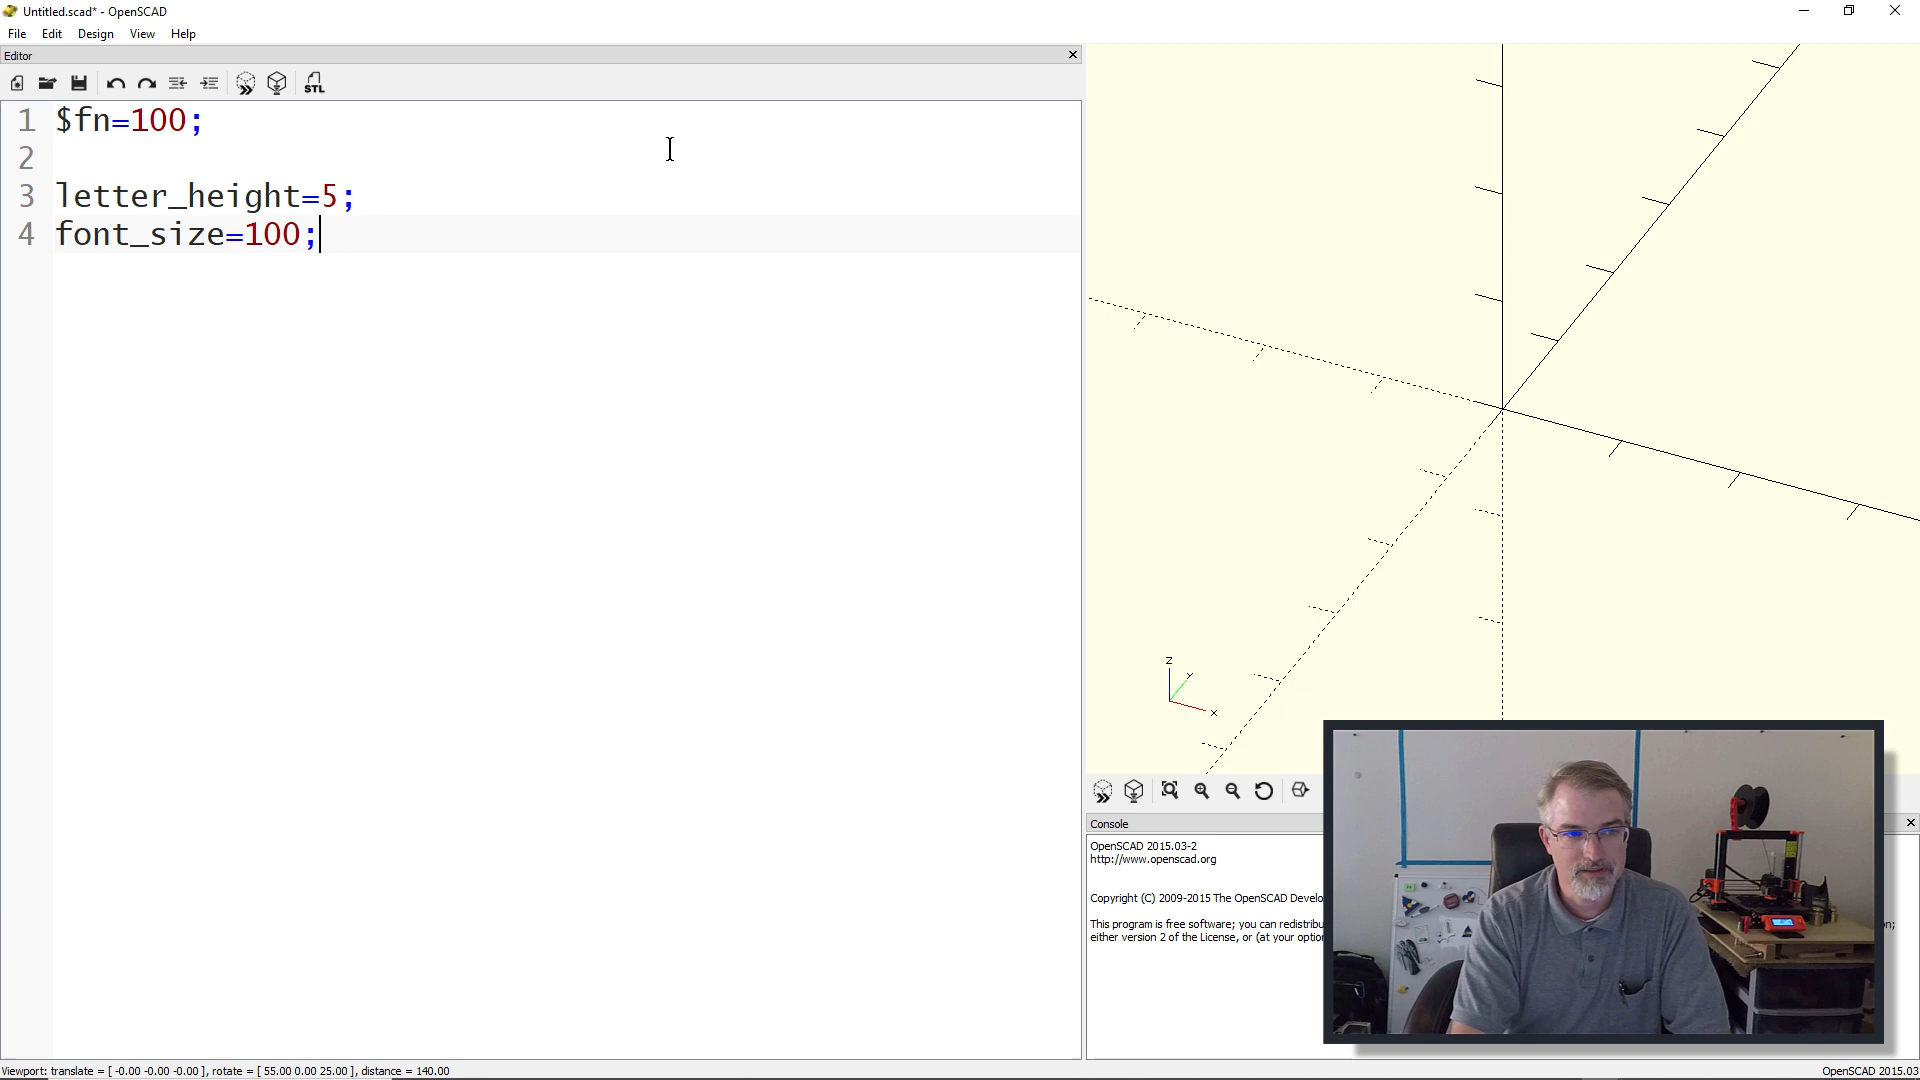 Untitled.scad* - OpenSCAD
File Edit Design View Help
Editor
STL
1 $fn=100;
2
3 letter_height=5;
4 font_size=100;
z
y
x
Console
OpenSCAD 2015.03-2
http://www.openscad.org
Copyright (C) 2009-2015 The OpenSCAD Develo
This program is free software; you can redistribu n;
either version 2 of the License, or (at your option
Viewport: translate = [ -0.00 -0.00 -0.00 ], rotate = [ 55.00 0.00 25.00 ], distance = 140.00
OpenSCAD 2015.03